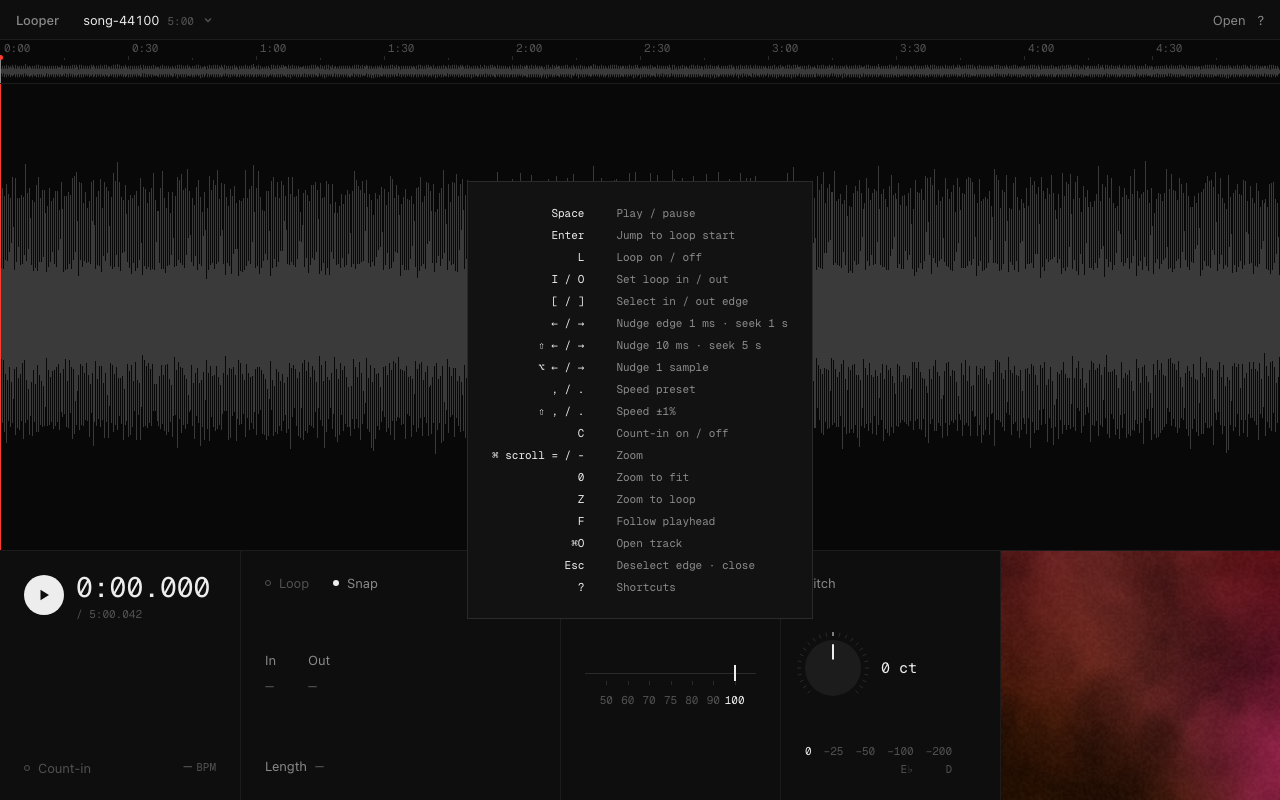 Looper song-44100 5:00 Open ?
0:00 0:30 1:00 1:30 2:00 2:30 3:00 3:30 4:00 4:30
Space Play / pause
Enter Jump to loop start
L Loop on / off
I / O Set loop in / out
[ / ] Select in / out edge
← / → Nudge edge 1 ms · seek 1 s
⇧ ← / → Nudge 10 ms · seek 5 s
⌥ ← / → Nudge 1 sample
, / . Speed preset
⇧ , / . Speed ±1%
C Count-in on / off
⌘ scroll = / - Zoom
0 Zoom to fit
Z Zoom to loop
F Follow playhead
⌘O Open track
Esc Deselect edge · close
? Shortcuts
0:00.000
/ 5:00.042
Count-in — BPM
Loop Snap
In Out
— —
Length —
50 60 70 75 80 90 100
itch
0 ct
0 −25 −50 −100 −200
E♭ D